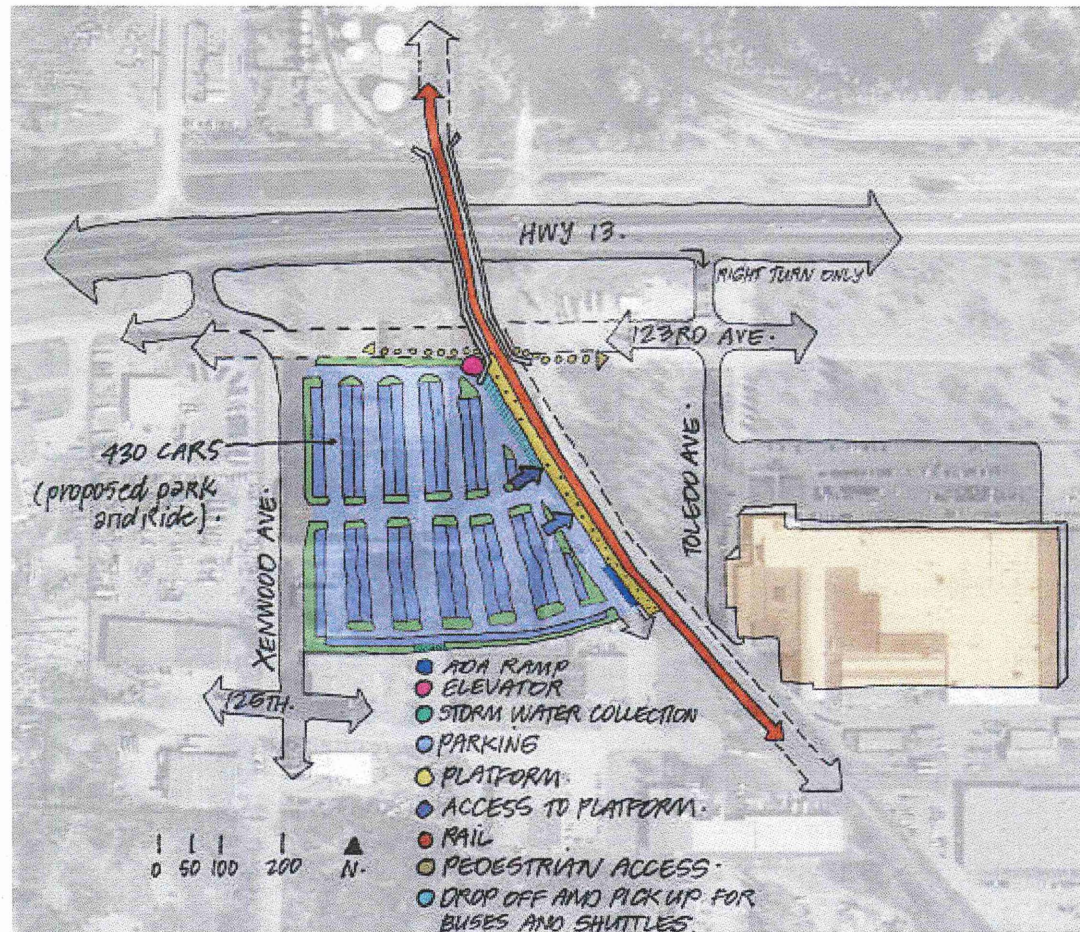 HWY 13.
RIGHT TURN ONLY
123RD AVE.
430 CARS
(proposed park
and Ride).
XENWOOD AVE.
TOLEDO AVE.
126TH.
ADA RAMP
ELEVATOR
STORM WATER COLLECTION
PARKING
PLATFORM
ACCESS TO PLATFORM.
RAIL
PEDESTRIAN ACCESS.
DROP OFF AND PICK UP FOR
BUSES AND SHUTTLES
0 50 100 200 N.